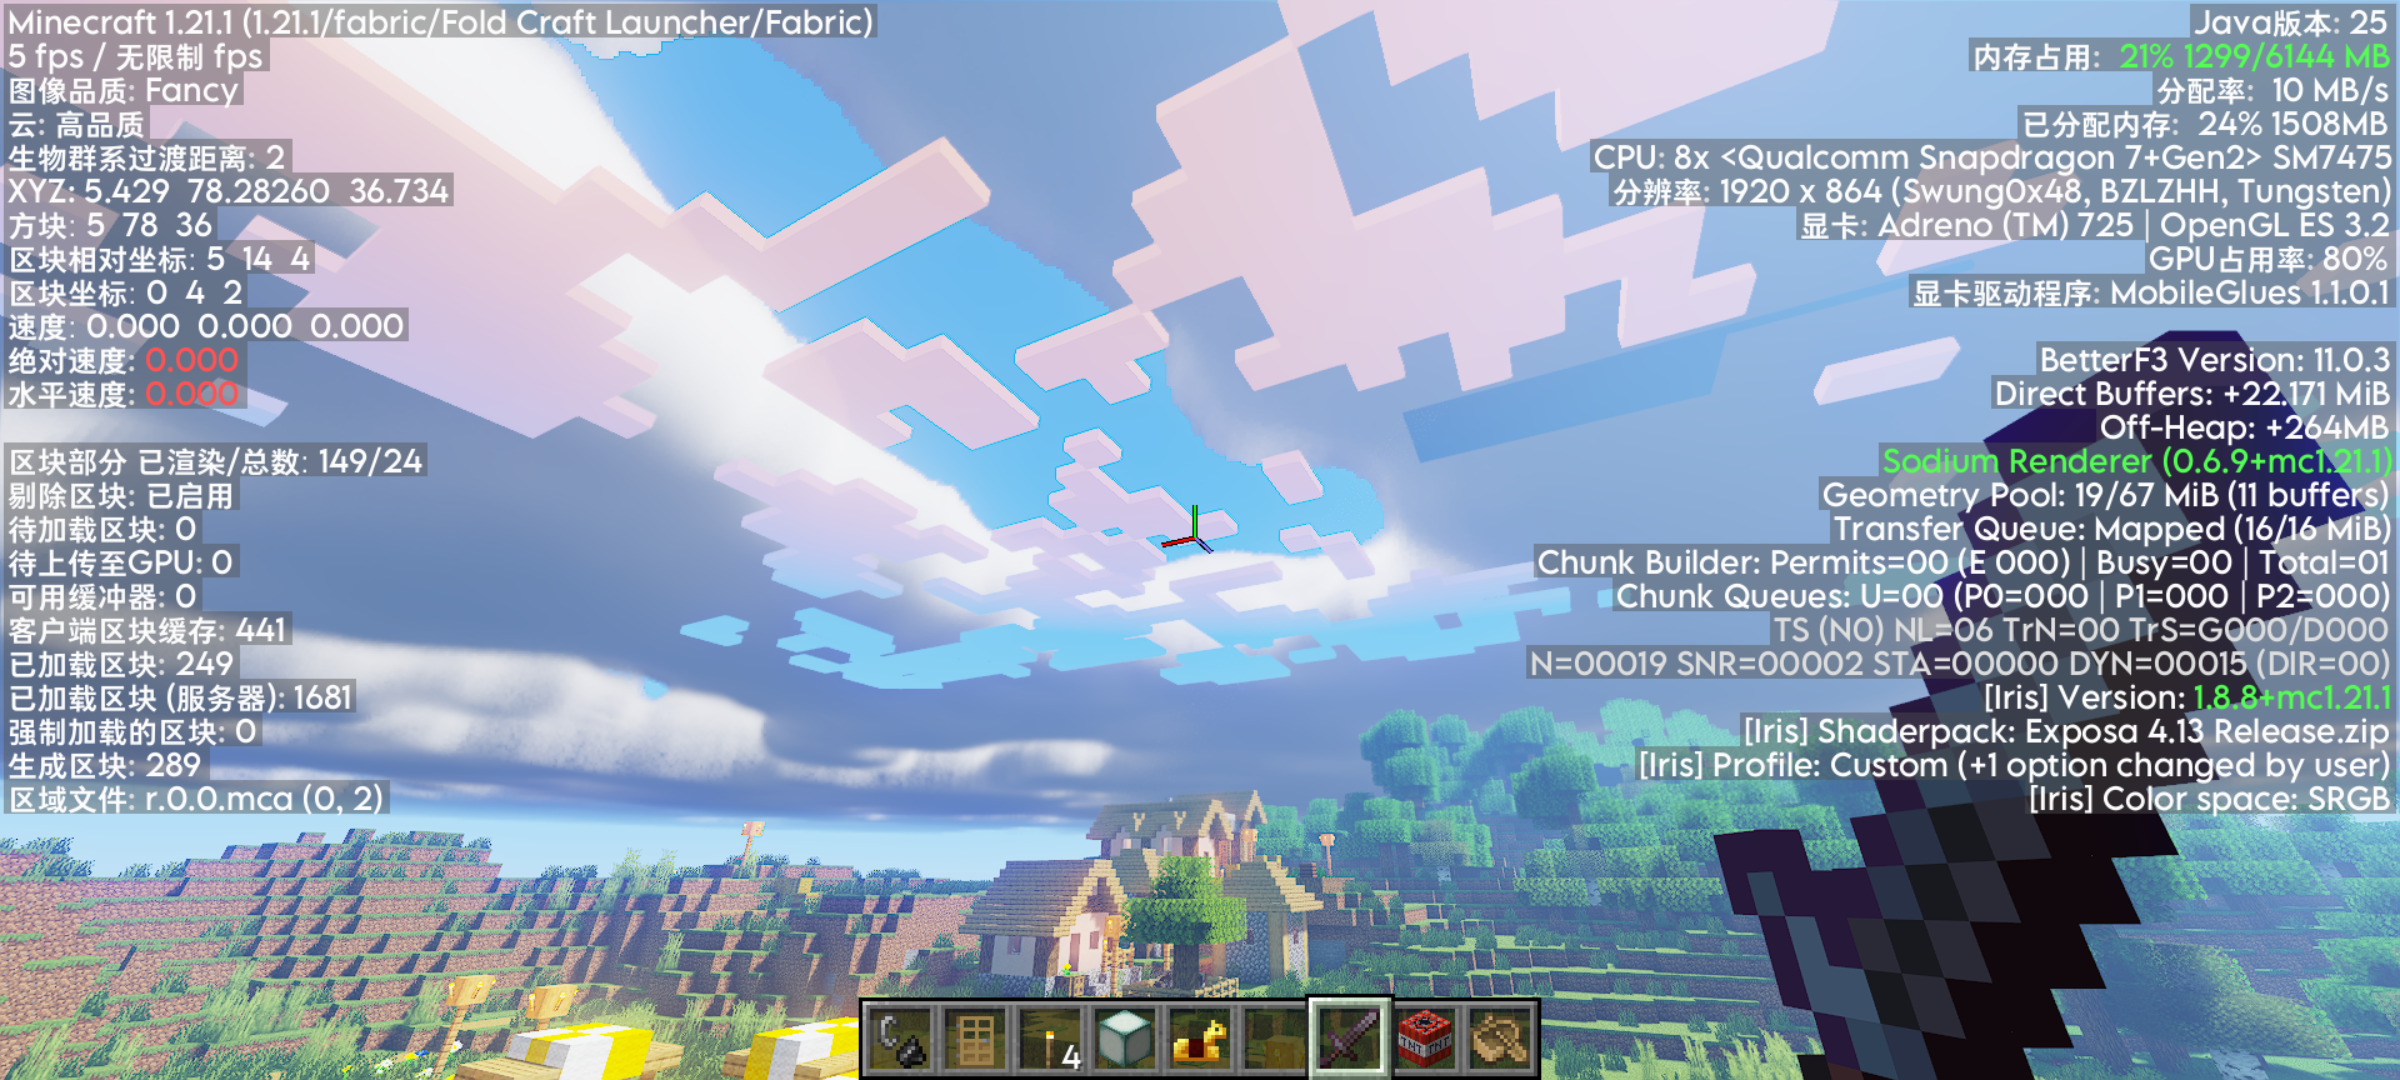 Minecraft 1.21.1 (1.21.1/fabric/Fold Craft Launcher/Fabric)
5 fps / 无限制 fps
图像品质: Fancy
云: 高品质
生物群系过渡距离: 2
XYZ: 5.429 78.28260 36.734
方块: 5 78 36
区块相对坐标: 5 14 4
区块坐标: 0 4 2
速度: 0.000 0.000 0.000
绝对速度: 0.000
水平速度: 0.000
区块部分 已渲染/总数: 149/24
剔除区块: 已启用
待加载区块: 0
待上传至GPU: 0
可用缓冲器: 0
客户端区块缓存: 441
已加载区块: 249
已加载区块 (服务器): 1681
强制加载的区块: 0
生成区块: 289
区域文件: r.0.0.mca (0, 2)
Java版本: 25
内存占用: 21% 1299/6144 MB
分配率: 10 MB/s
已分配内存: 24% 1508MB
CPU: 8x <Qualcomm Snapdragon 7+Gen2> SM7475
分辨率: 1920 x 864 (Swung0x48, BZLZHH, Tungsten)
显卡: Adreno (TM) 725 | OpenGL ES 3.2
GPU占用率: 80%
显卡驱动程序: MobileGlues 1.1.0.1
BetterF3 Version: 11.0.3
Direct Buffers: +22.171 MiB
Off-Heap: +264MB
Sodium Renderer (0.6.9+mc1.21.1)
Geometry Pool: 19/67 MiB (11 buffers)
Transfer Queue: Mapped (16/16 MiB)
Chunk Builder: Permits=00 (E 000) | Busy=00 | Total=01
Chunk Queues: U=00 (P0=000 | P1=000 | P2=000)
TS (N0) NL=06 TrN=00 TrS=G000/D000
N=00019 SNR=00002 STA=00000 DYN=00015 (DIR=00)
[Iris] Version: 1.8.8+mc1.21.1
[Iris] Shaderpack: Exposa 4.13 Release.zip
[Iris] Profile: Custom (+1 option changed by user)
[Iris] Color space: SRGB
4
TNT TNT